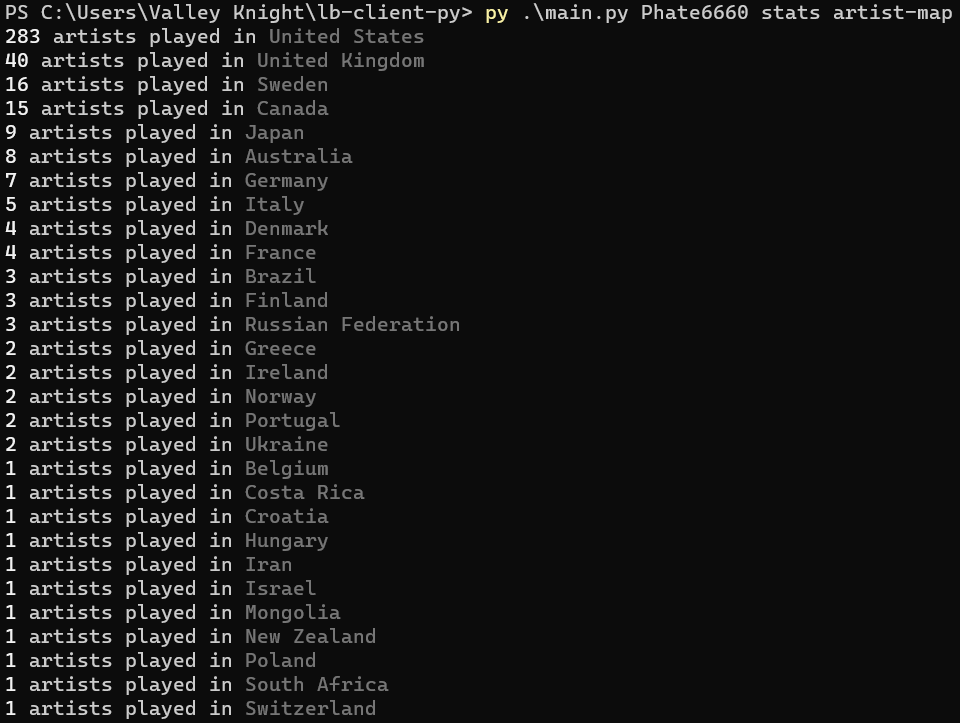 PS C:\Users\Valley Knight\lb-client-py> py .\main.py Phate6660 stats artist-map
283 artists played in United States
40 artists played in United Kingdom
16 artists played in Sweden
15 artists played in Canada
9 artists played in Japan
8 artists played in Australia
7 artists played in Germany
5 artists played in Italy
4 artists played in Denmark
4 artists played in France
3 artists played in Brazil
3 artists played in Finland
3 artists played in Russian Federation
2 artists played in Greece
2 artists played in Ireland
2 artists played in Norway
2 artists played in Portugal
2 artists played in Ukraine
1 artists played in Belgium
1 artists played in Costa Rica
1 artists played in Croatia
1 artists played in Hungary
1 artists played in Iran
1 artists played in Israel
1 artists played in Mongolia
1 artists played in New Zealand
1 artists played in Poland
1 artists played in South Africa
1 artists played in Switzerland